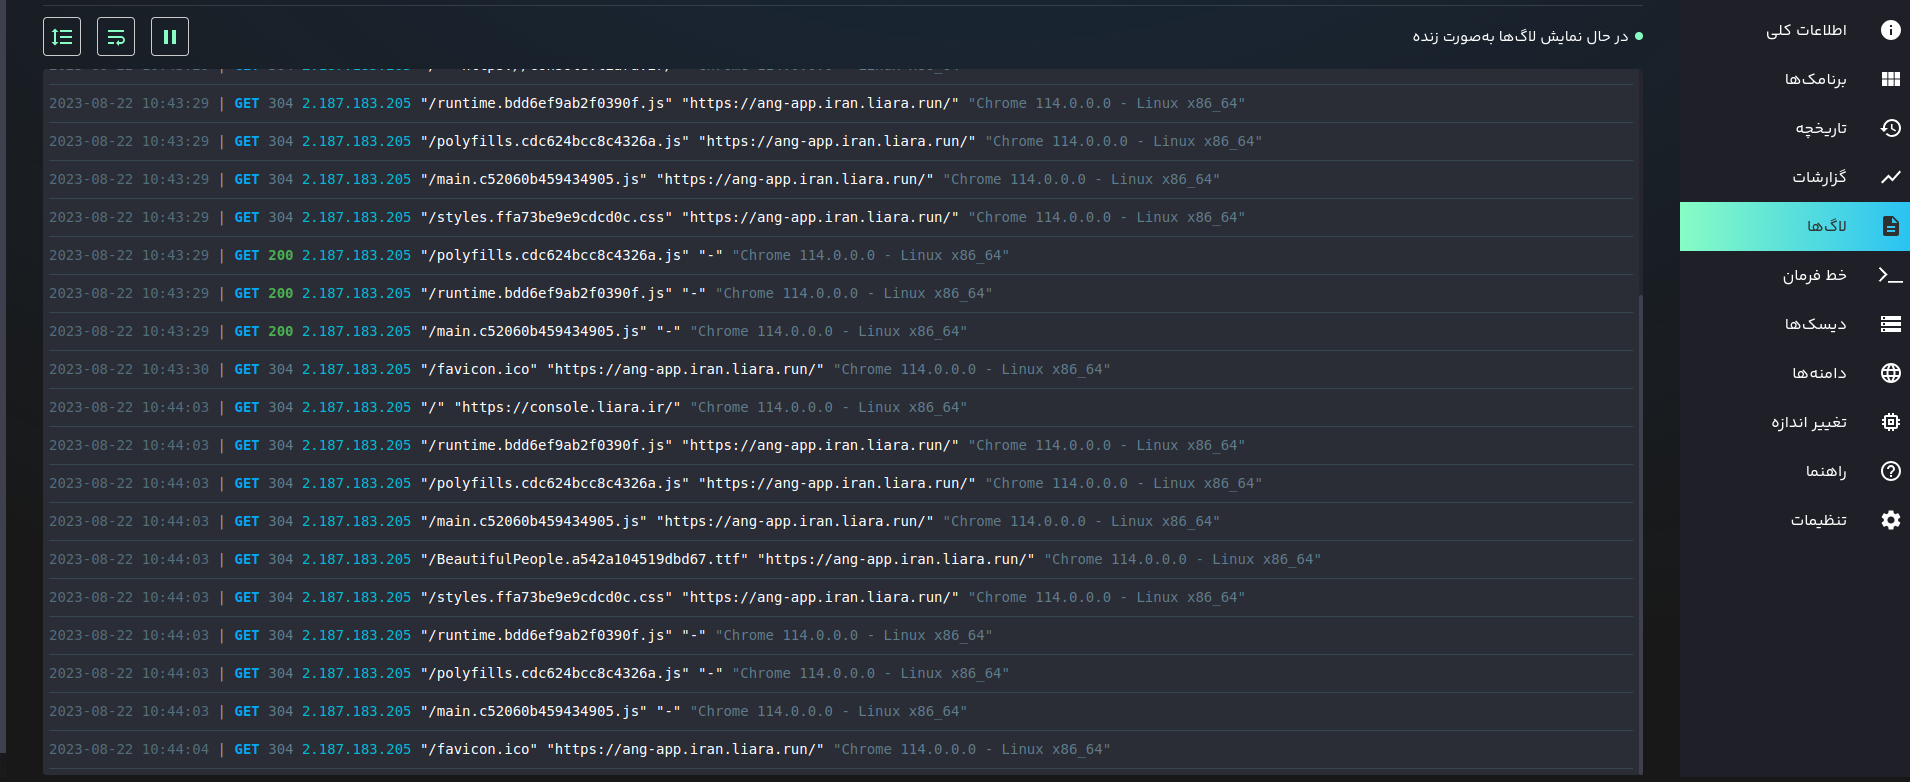 در حال نمایش لاگ‌ها به‌صورت زنده
2023-08-22 10:43:29 | GET 304 2.187.183.205 "/runtime.bdd6ef9ab2f0390f.js" "https://ang-app.iran.liara.run/" "Chrome 114.0.0.0 - Linux x86_64"
2023-08-22 10:43:29 | GET 304 2.187.183.205 "/polyfills.cdc624bcc8c4326a.js" "https://ang-app.iran.liara.run/" "Chrome 114.0.0.0 - Linux x86_64"
2023-08-22 10:43:29 | GET 304 2.187.183.205 "/main.c52060b459434905.js" "https://ang-app.iran.liara.run/" "Chrome 114.0.0.0 - Linux x86_64"
2023-08-22 10:43:29 | GET 304 2.187.183.205 "/styles.ffa73be9e9cdcd0c.css" "https://ang-app.iran.liara.run/" "Chrome 114.0.0.0 - Linux x86_64"
2023-08-22 10:43:29 | GET 200 2.187.183.205 "/polyfills.cdc624bcc8c4326a.js" "-" "Chrome 114.0.0.0 - Linux x86_64"
2023-08-22 10:43:29 | GET 200 2.187.183.205 "/runtime.bdd6ef9ab2f0390f.js" "-" "Chrome 114.0.0.0 - Linux x86_64"
2023-08-22 10:43:29 | GET 200 2.187.183.205 "/main.c52060b459434905.js" "-" "Chrome 114.0.0.0 - Linux x86_64"
2023-08-22 10:43:30 | GET 304 2.187.183.205 "/favicon.ico" "https://ang-app.iran.liara.run/" "Chrome 114.0.0.0 - Linux x86_64"
2023-08-22 10:44:03 | GET 304 2.187.183.205 "/" "https://console.liara.ir/" "Chrome 114.0.0.0 - Linux x86_64"
2023-08-22 10:44:03 | GET 304 2.187.183.205 "/runtime.bdd6ef9ab2f0390f.js" "https://ang-app.iran.liara.run/" "Chrome 114.0.0.0 - Linux x86_64"
2023-08-22 10:44:03 | GET 304 2.187.183.205 "/polyfills.cdc624bcc8c4326a.js" "https://ang-app.iran.liara.run/" "Chrome 114.0.0.0 - Linux x86_64"
2023-08-22 10:44:03 | GET 304 2.187.183.205 "/main.c52060b459434905.js" "https://ang-app.iran.liara.run/" "Chrome 114.0.0.0 - Linux x86_64"
2023-08-22 10:44:03 | GET 304 2.187.183.205 "/BeautifulPeople.a542a104519dbd67.ttf" "https://ang-app.iran.liara.run/" "Chrome 114.0.0.0 - Linux x86_64"
2023-08-22 10:44:03 | GET 304 2.187.183.205 "/styles.ffa73be9e9cdcd0c.css" "https://ang-app.iran.liara.run/" "Chrome 114.0.0.0 - Linux x86_64"
2023-08-22 10:44:03 | GET 304 2.187.183.205 "/runtime.bdd6ef9ab2f0390f.js" "-" "Chrome 114.0.0.0 - Linux x86_64"
2023-08-22 10:44:03 | GET 304 2.187.183.205 "/polyfills.cdc624bcc8c4326a.js" "-" "Chrome 114.0.0.0 - Linux x86_64"
2023-08-22 10:44:03 | GET 304 2.187.183.205 "/main.c52060b459434905.js" "-" "Chrome 114.0.0.0 - Linux x86_64"
2023-08-22 10:44:04 | GET 304 2.187.183.205 "/favicon.ico" "https://ang-app.iran.liara.run/" "Chrome 114.0.0.0 - Linux x86_64"
اطلاعات کلی
برنامک‌ها
تاریخچه
گزارشات
لاگ‌ها
خط فرمان
دیسک‌ها
دامنه‌ها
تغییر اندازه
راهنما
تنظیمات